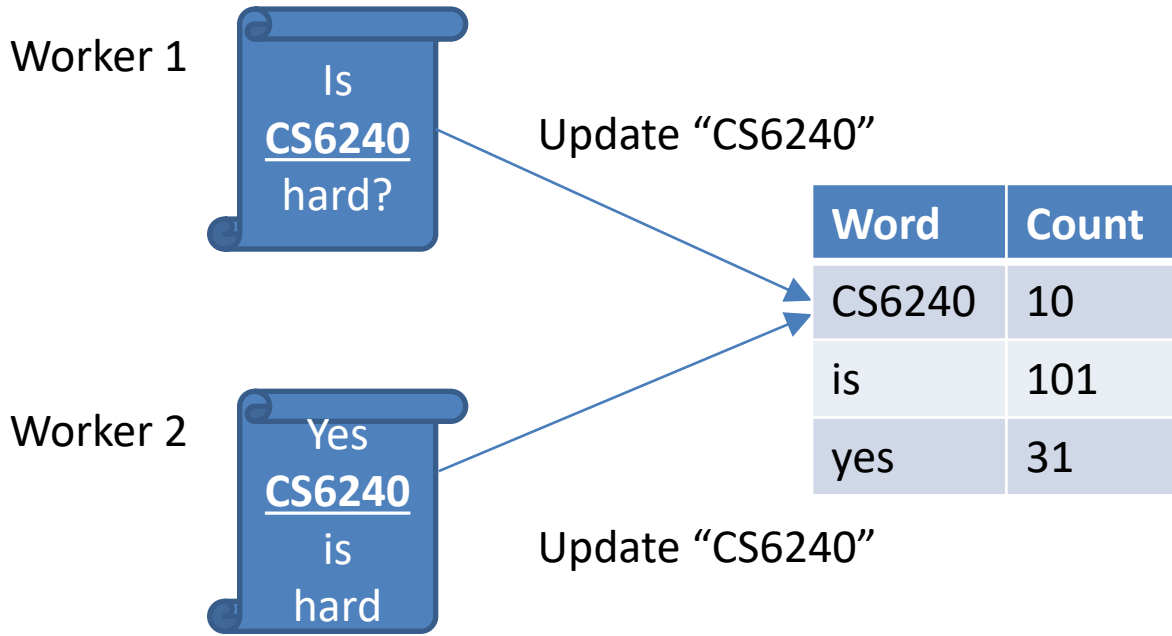 Worker 1
Is
CS6240
hard?
Update “CS6240”
Word Count
CS6240 10
is 101
yes 31
Worker 2
Yes
CS6240
is
hard
Update “CS6240”